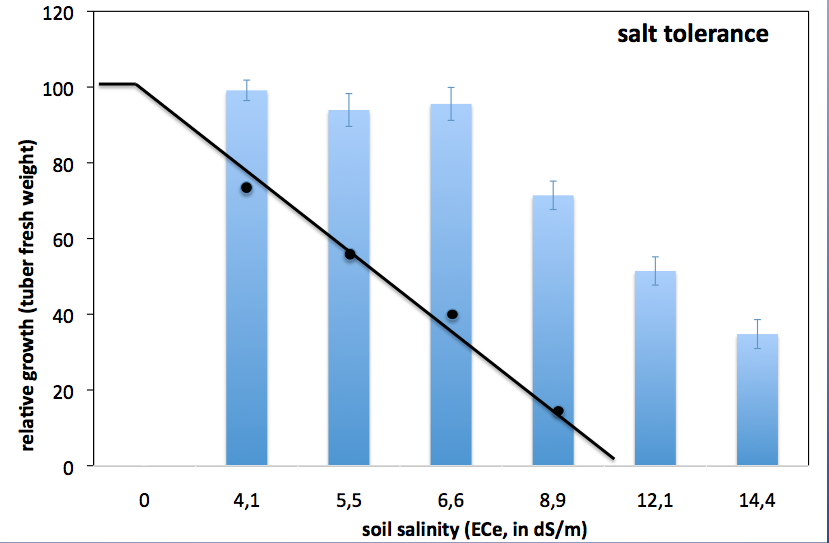 salt tolerance
relative growth (tuber fresh weight)
120
100
80
60
40
20
0
0 4,1 5,5 6,6 8,9 12,1 14,4
soil salinity (ECe, in dS/m)